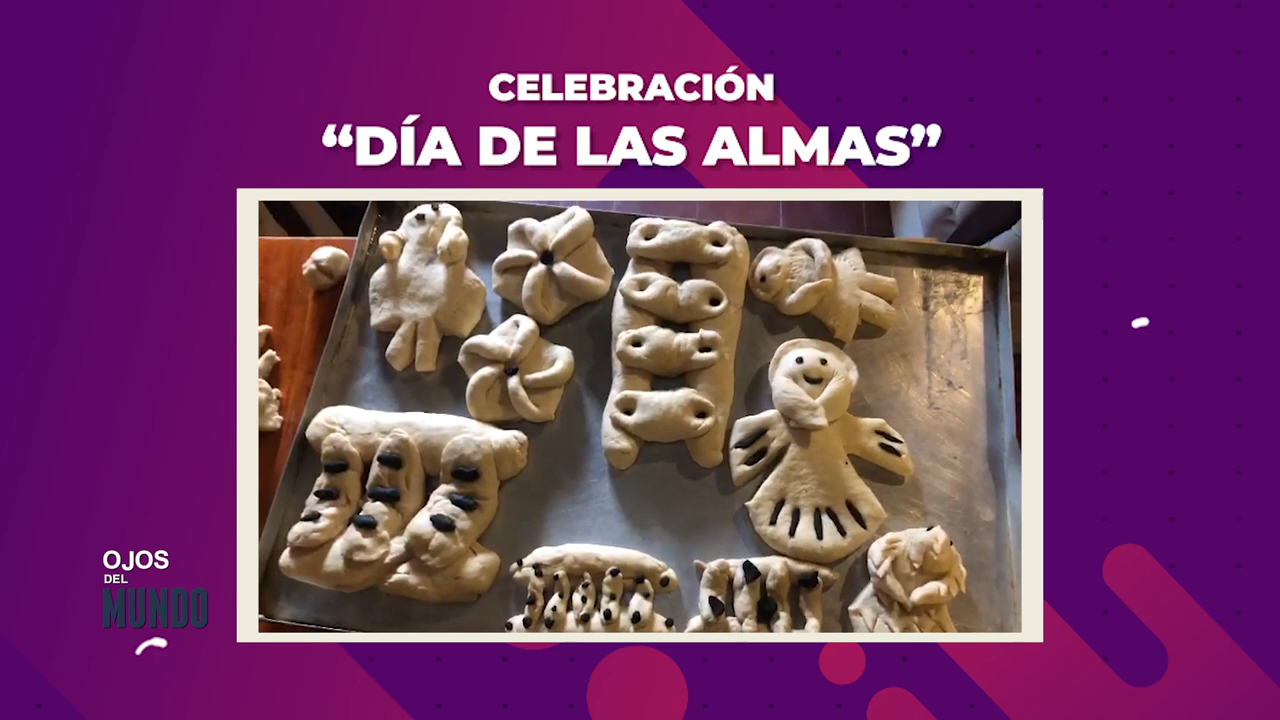 CELEBRACIÓN
“DÍA DE LAS ALMAS”
OJOS
DEL
MUNDO